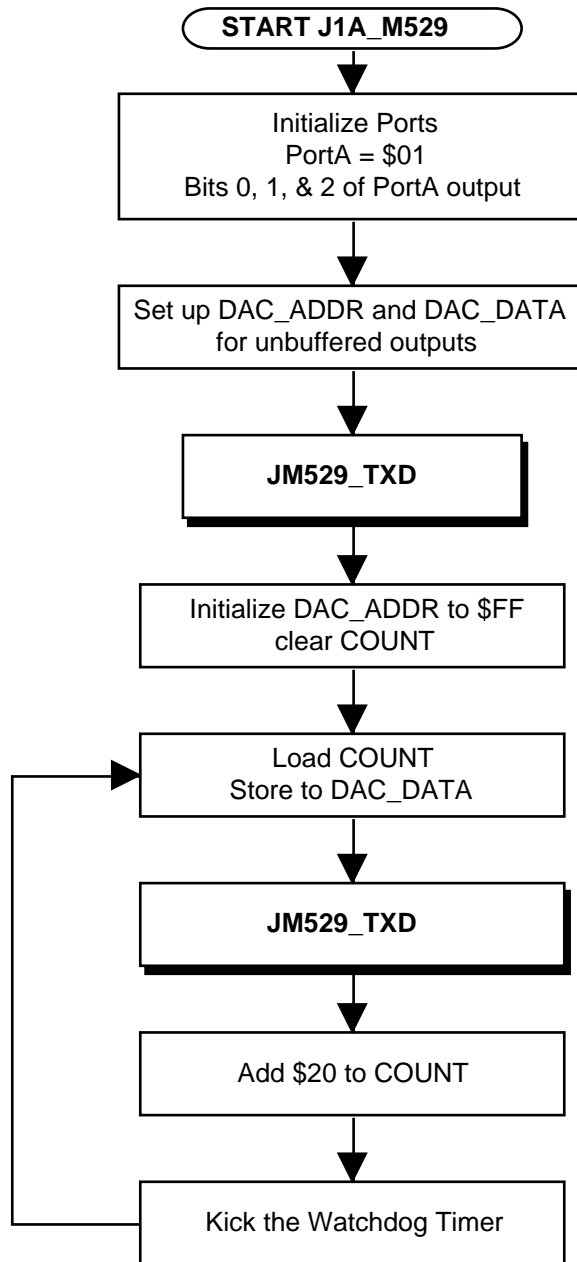 START J1A_M529
Initialize Ports
PortA = $01
Bits 0, 1, & 2 of PortA output
Set up DAC_ADDR and DAC_DATA
for unbuffered outputs
JM529_TXD
Initialize DAC_ADDR to $FF
clear COUNT
Load COUNT
Store to DAC_DATA
JM529_TXD
Add $20 to COUNT
Kick the Watchdog Timer